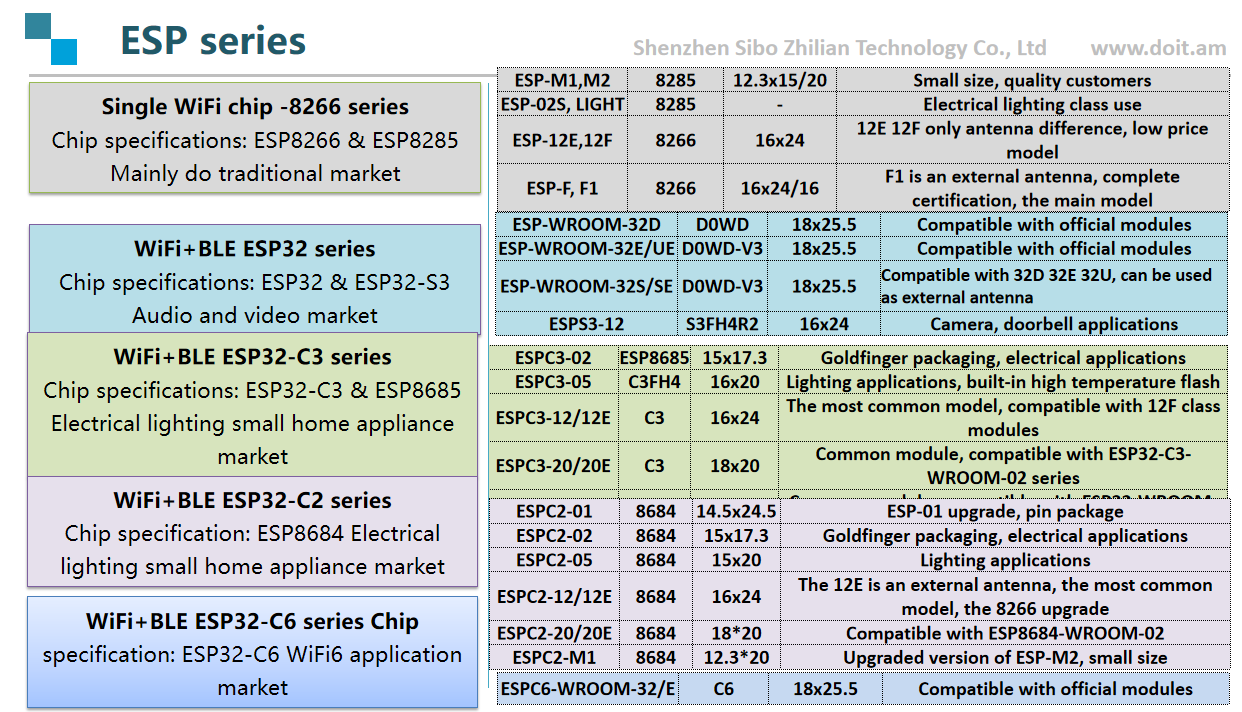 ESP series
Shenzhen Sibo Zhilian Technology Co., Ltd www.doit.am
Single WiFi chip -8266 series
Chip specifications: ESP8266 & ESP8285
Mainly do traditional market
WiFi+BLE ESP32 series
Chip specifications: ESP32 & ESP32-S3
Audio and video market
WiFi+BLE ESP32-C3 series
Chip specifications: ESP32-C3 & ESP8685
Electrical lighting small home appliance
market
WiFi+BLE ESP32-C2 series
Chip specification: ESP8684 Electrical
lighting small home appliance market
WiFi+BLE ESP32-C6 series Chip
specification: ESP32-C6 WiFi6 application
market
ESP-M1,M2 8285 12.3x15/20 Small size, quality customers
ESP-02S, LIGHT 8285 - Electrical lighting class use
ESP-12E,12F 8266 16x24 12E 12F only antenna difference, low price
model
ESP-F, F1 8266 16x24/16 F1 is an external antenna, complete
certification, the main model
ESP-WROOM-32D D0WD 18x25.5 Compatible with official modules
ESP-WROOM-32E/UE D0WD-V3 18x25.5 Compatible with official modules
ESP-WROOM-32S/SE D0WD-V3 18x25.5 Compatible with 32D 32E 32U, can be used
as external antenna
ESPS3-12 S3FH4R2 16x24 Camera, doorbell applications
ESPC3-02 ESP8685 15x17.3 Goldfinger packaging, electrical applications
ESPC3-05 C3FH4 16x20 Lighting applications, built-in high temperature flash
ESPC3-12/12E C3 16x24 The most common model, compatible with 12F class
modules
ESPC3-20/20E C3 18x20 Common module, compatible with ESP32-C3-
WROOM-02 series
ESPC2-01 8684 14.5x24.5 ESP-01 upgrade, pin package
ESPC2-02 8684 15x17.3 Goldfinger packaging, electrical applications
ESPC2-05 8684 15x20 Lighting applications
ESPC2-12/12E 8684 16x24 The 12E is an external antenna, the most common
model, the 8266 upgrade
ESPC2-20/20E 8684 18*20 Compatible with ESP8684-WROOM-02
ESPC2-M1 8684 12.3*20 Upgraded version of ESP-M2, small size
ESPC6-WROOM-32/E C6 18x25.5 Compatible with official modules